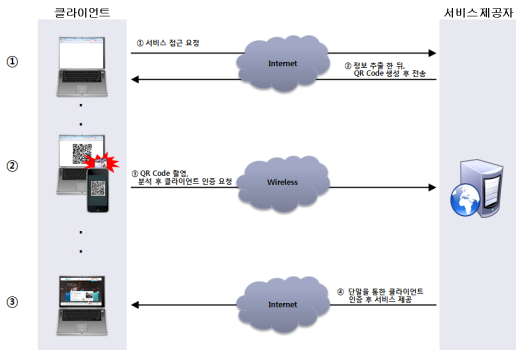 클라이언트
서비스 제공자
①
① 서비스 접근 요청
Internet
② 정보 추출 한 뒤,
QR Code 생성 후 전송
②
③ QR Code 촬영,
분석 후 클라이언트 인증 요청
Wireless
③
Internet
④ 단말을 통한 클라이언트
인증 후 서비스 제공